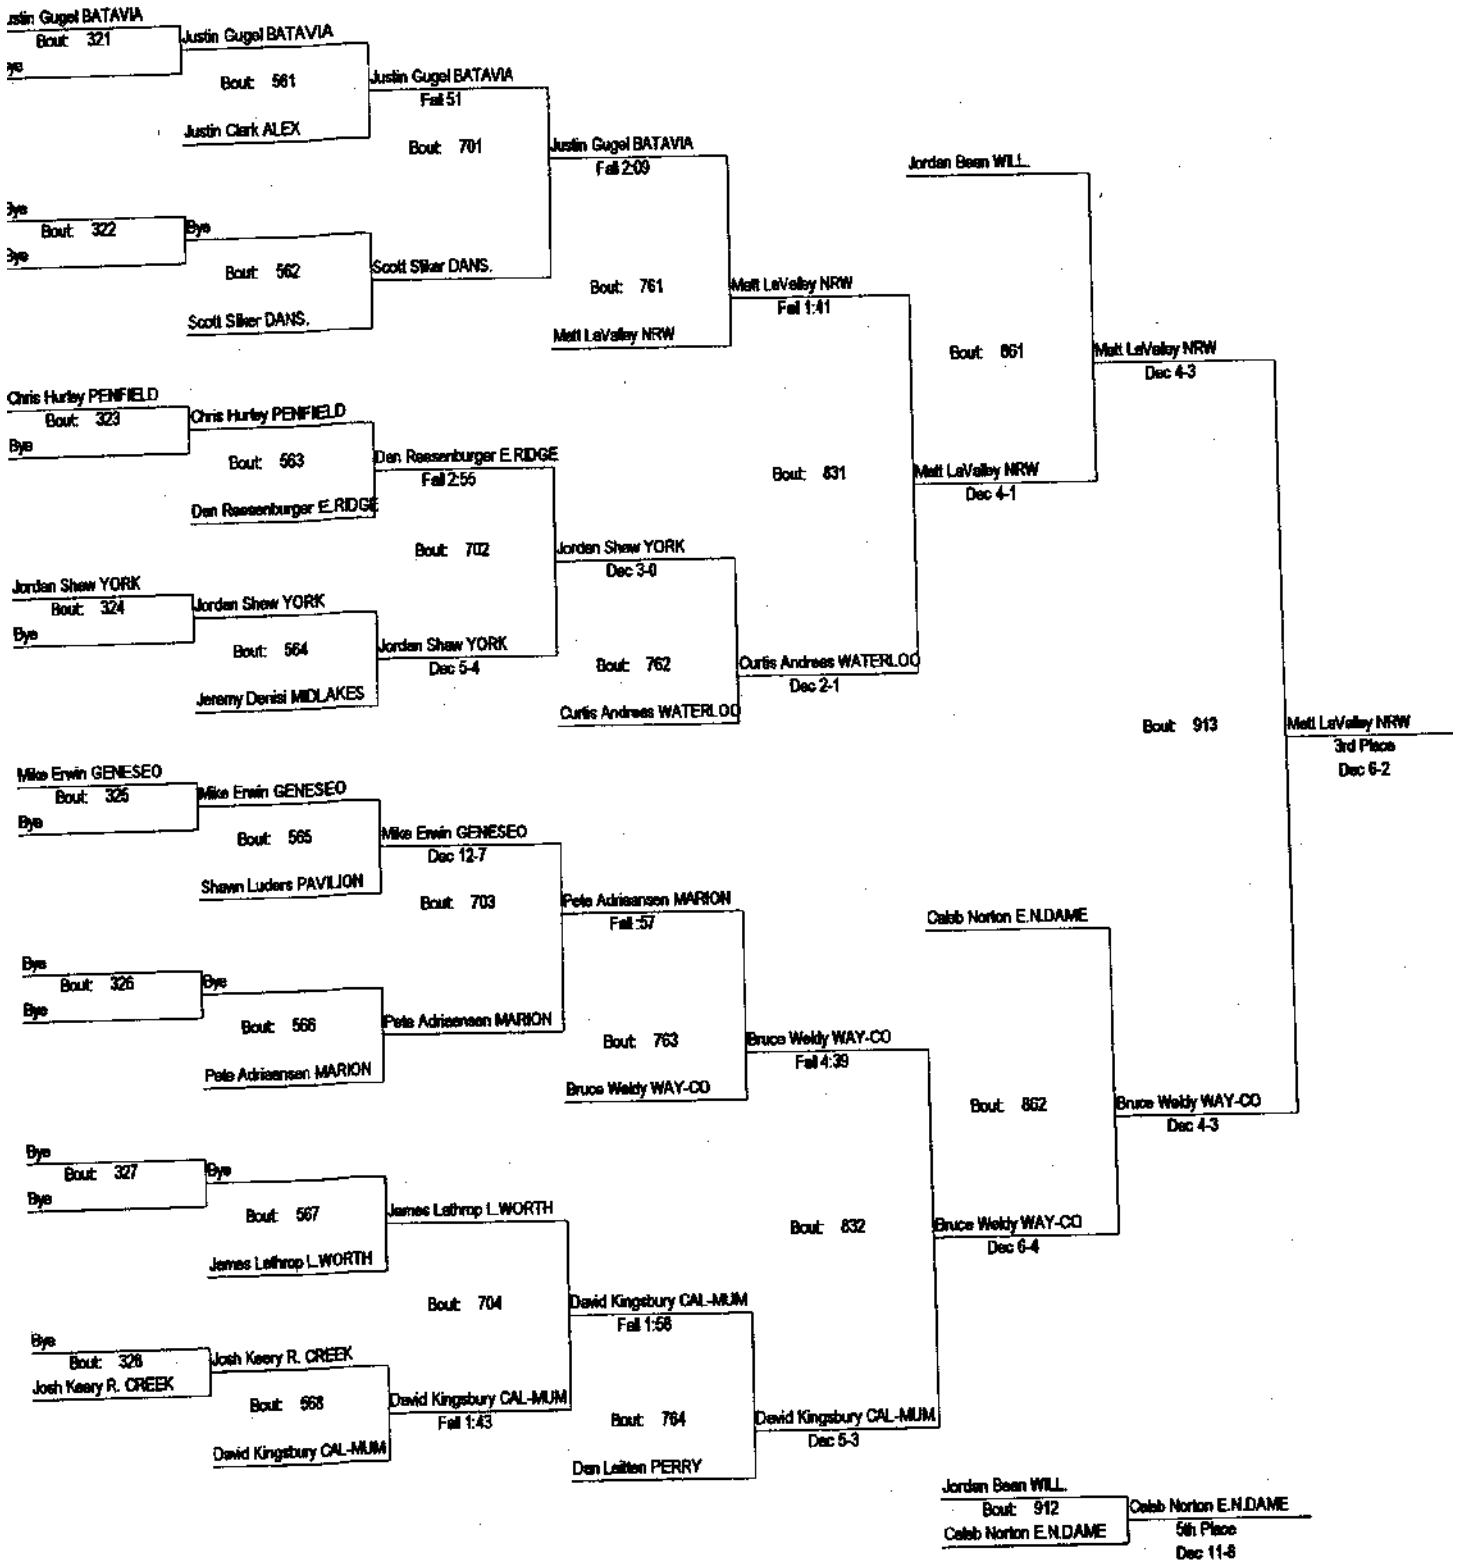 Justin Gugel BATAVIA
Bout: 321
Bye
Justin Gugel BATAVIA
Bout: 561
Justin Clark ALEX
Justin Gugel BATAVIA
Fall 51
Bout: 701
Bye
Bout: 322
Bye
Bye
Bout: 562
Scott Sliker DANS.
Scott Sliker DANS.
Justin Gugel BATAVIA
Fall 2:09
Bout: 761
Matt LaValley NRW
Matt LaValley NRW
Fall 1:41
Chris Hurley PENFIELD
Bout: 323
Bye
Chris Hurley PENFIELD
Bout: 563
Dan Reesenburger E.RIDGE
Dan Reesenburger E.RIDGE
Fall 2:55
Bout: 702
Jordan Shaw YORK
Bout: 324
Bye
Jordan Shaw YORK
Bout: 564
Jeremy Denisi MIDLAKES
Jordan Shaw YORK
Dec 5-4
Jordan Shaw YORK
Dec 3-0
Bout: 762
Curtis Andreas WATERLOO
Curtis Andreas WATERLOO
Dec 2-1
Bout: 831
Jordan Bean WILL.
Bout: 861
Matt LaValley NRW
Dec 4-1
Matt LaValley NRW
Dec 4-3
Mike Erwin GENESEO
Bout: 325
Bye
Mike Erwin GENESEO
Bout: 565
Shawn Luders PAVILION
Mike Erwin GENESEO
Dec 12-7
Bout: 703
Bye
Bout: 326
Bye
Bye
Bout: 566
Pete Adriaansen MARION
Pete Adriaansen MARION
Pete Adriaansen MARION
Fall :57
Bout: 763
Bruce Weldy WAY-CO
Bruce Weldy WAY-CO
Fall 4:39
Bye
Bout: 327
Bye
Bye
Bout: 567
James Lathrop L.WORTH
James Lathrop L.WORTH
Bout: 704
Bye
Bout: 328
Josh Keery R. CREEK
Josh Keery R. CREEK
Bout: 568
David Kingsbury CAL-MUM
David Kingsbury CAL-MUM
Fall 1:43
David Kingsbury CAL-MUM
Fall 1:58
Bout: 764
Dan Leitten PERRY
David Kingsbury CAL-MUM
Dec 5-3
Bout: 832
Caleb Norton E.N.DAME
Bout: 862
Bruce Weldy WAY-CO
Dec 6-4
Bruce Weldy WAY-CO
Dec 4-3
Bout: 913
Matt LaValley NRW
3rd Place
Dec 6-2
Jordan Bean WILL.
Bout: 912
Caleb Norton E.N.DAME
Caleb Norton E.N.DAME
5th Place
Dec 11-8